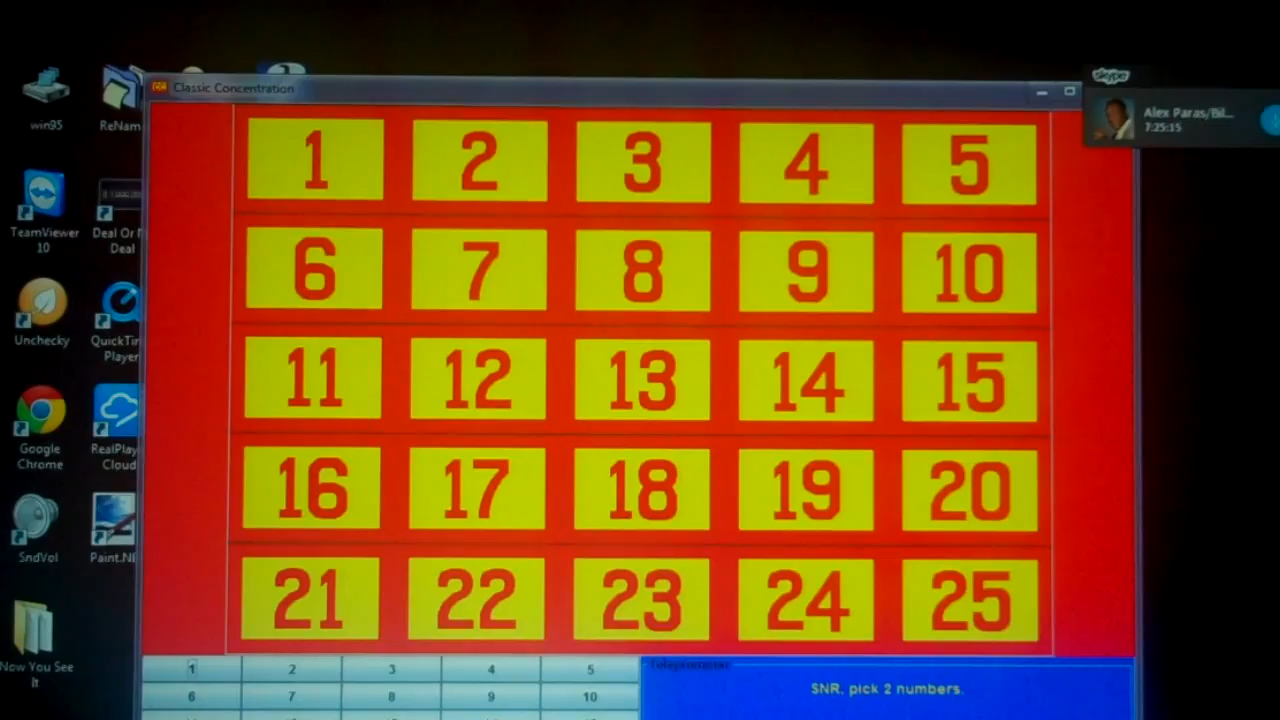 skype
Alex Paras/Bil...
7:25:15
Classic Concentration
win95
ReNam
TeamViewer
10
Deal Or N
Deal
Unchecky
QuickTim
Player
Google
Chrome
RealPlay
Cloud
SndVol
Paint.NE
Now You See
It
1 2 3 4 5
6 7 8 9 10
11 12 13 14 15
16 17 18 19 20
21 22 23 24 25
1 2 3 4 5
6 7 8 9 10
Teleprompter
SNR, pick 2 numbers.